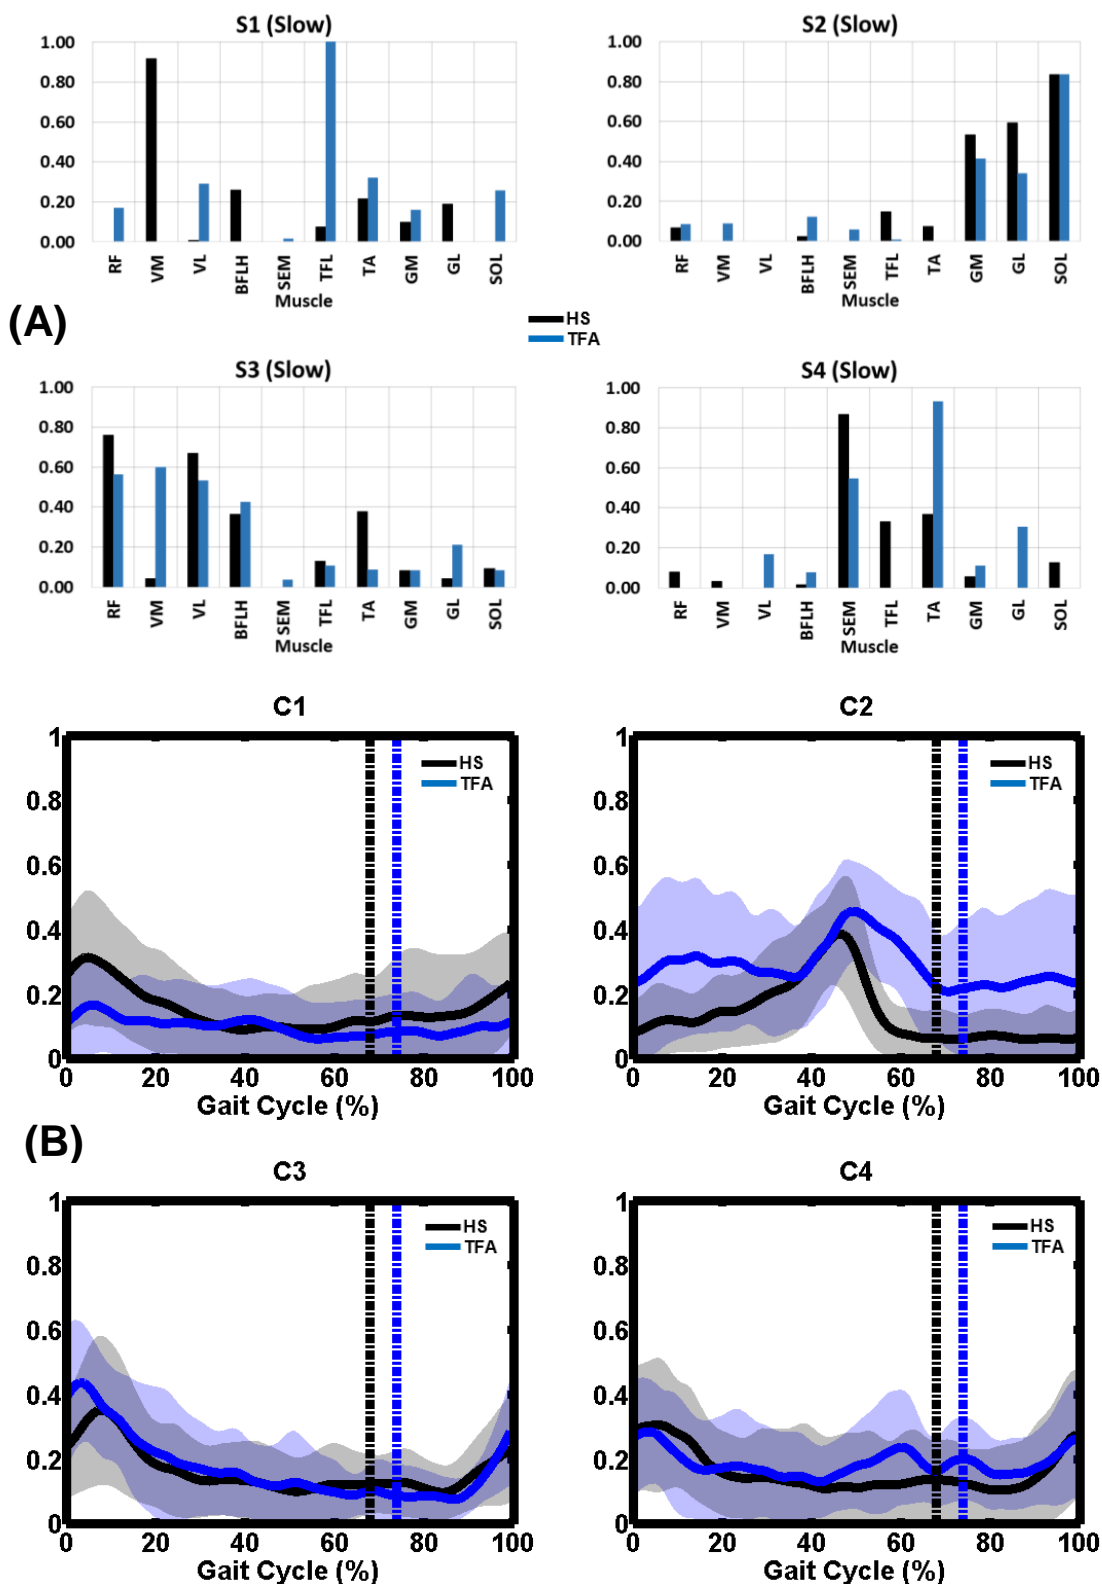 S1 (Slow)
1.00
0.80
0.60
0.40
0.20
0.00
RF VM VL BFLH SEM TFL TA GM GL SOL
Muscle
S2 (Slow)
1.00
0.80
0.60
0.40
0.20
0.00
RF VM VL BFLH SEM TFL TA GM GL SOL
Muscle
(A)
HS
TFA
S3 (Slow)
1.00
0.80
0.60
0.40
0.20
0.00
RF VM VL BFLH SEM TFL TA GM GL SOL
Muscle
S4 (Slow)
1.00
0.80
0.60
0.40
0.20
0.00
RF VM VL BFLH SEM TFL TA GM GL SOL
Muscle
C1
1
0.8
0.6
0.4
0.2
0
HS
TFA
0 20 40 60 80 100
Gait Cycle (%)
C2
1
0.8
0.6
0.4
0.2
0
HS
TFA
0 20 40 60 80 100
Gait Cycle (%)
(B)
C3
1
0.8
0.6
0.4
0.2
0
HS
TFA
0 20 40 60 80 100
Gait Cycle (%)
C4
1
0.8
0.6
0.4
0.2
0
HS
TFA
0 20 40 60 80 100
Gait Cycle (%)